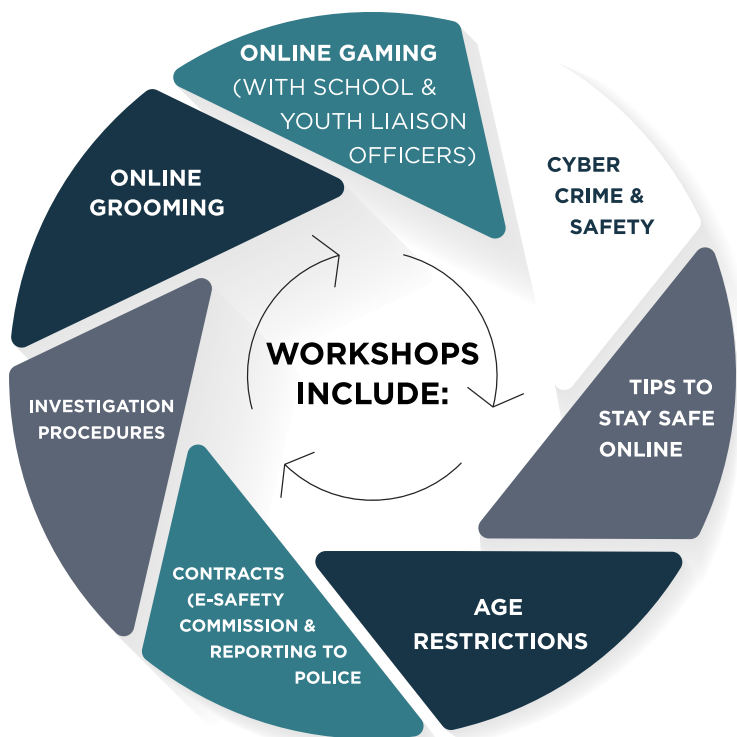 ONLINE GAMING
(WITH SCHOOL &
YOUTH LIAISON
OFFICERS)
CYBER
CRIME &
SAFETY
TIPS TO
STAY SAFE
ONLINE
AGE
RESTRICTIONS
CONTRACTS
(E-SAFETY
COMMISSION &
REPORTING TO
POLICE
INVESTIGATION
PROCEDURES
ONLINE
GROOMING
WORKSHOPS
INCLUDE: